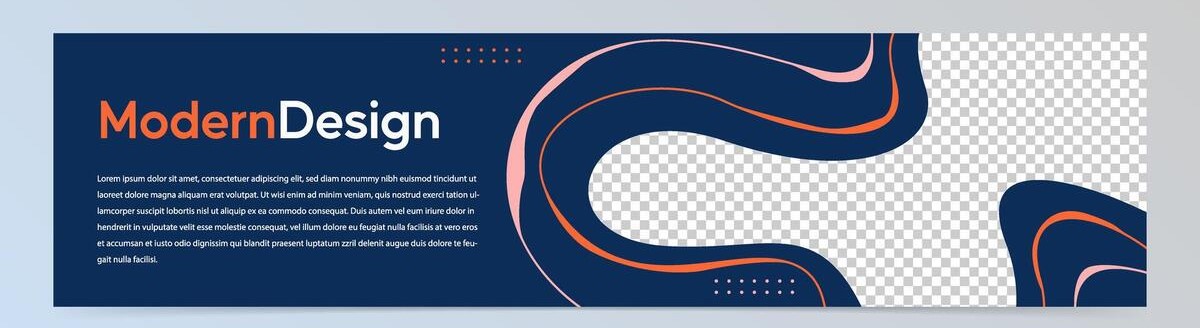 ModernDesign
Lorem ipsum dolor sit amet, consectetuer adipiscing elit, sed diam nonummy nibh euismod tincidunt ut
laoreet dolore magna aliquam erat volutpat. Ut wisi enim ad minim veniam, quis nostrud exerci tation ul-
lamcorper suscipit lobortis nisl ut aliquip ex ea commodo consequat. Duis autem vel eum iriure dolor in
hendrerit in vulputate velit esse molestie consequat, vel illum dolore eu feugiat nulla facilisis at vero eros
et accumsan et iusto odio dignissim qui blandit praesent luptatum zzril delenit augue duis dolore te feu-
gait nulla facilisi.